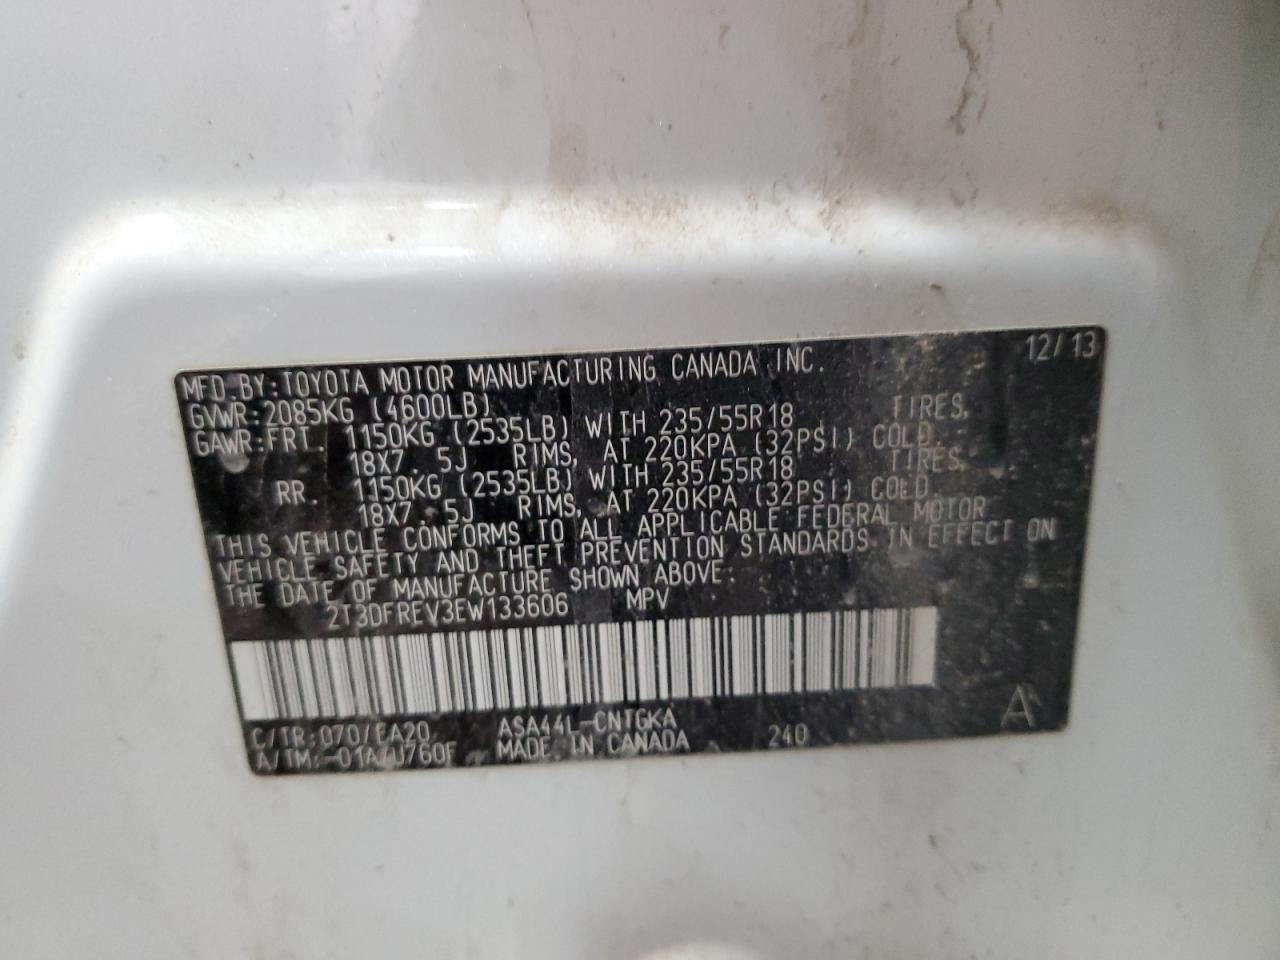 12/13
MFD.BY:TOYOTA MOTOR MANUFACTURING CANADA INC.
GVWR:2085KG (4600LB)
GAWR:FRT. 1150KG (2535LB) WITH 235/55R18 TIRES,
18X7.5J RIMS, AT 220KPA (32PSI) COLD.
RR. 1150KG (2535LB) WITH 235/55R18 TIRES,
18X7.5J RIMS, AT 220KPA (32PSI) COLD.
THIS VEHICLE CONFORMS TO ALL APPLICABLE FEDERAL MOTOR
VEHICLE SAFETY AND THEFT PREVENTION STANDARDS IN EFFECT ON
THE DATE OF MANUFACTURE SHOWN ABOVE.
2T3DFREV3EW133606 MPV
C/TR:070/EA20 ASA44L-CNTGKA
A/TM:-01A/U760F MADE IN CANADA 240
A